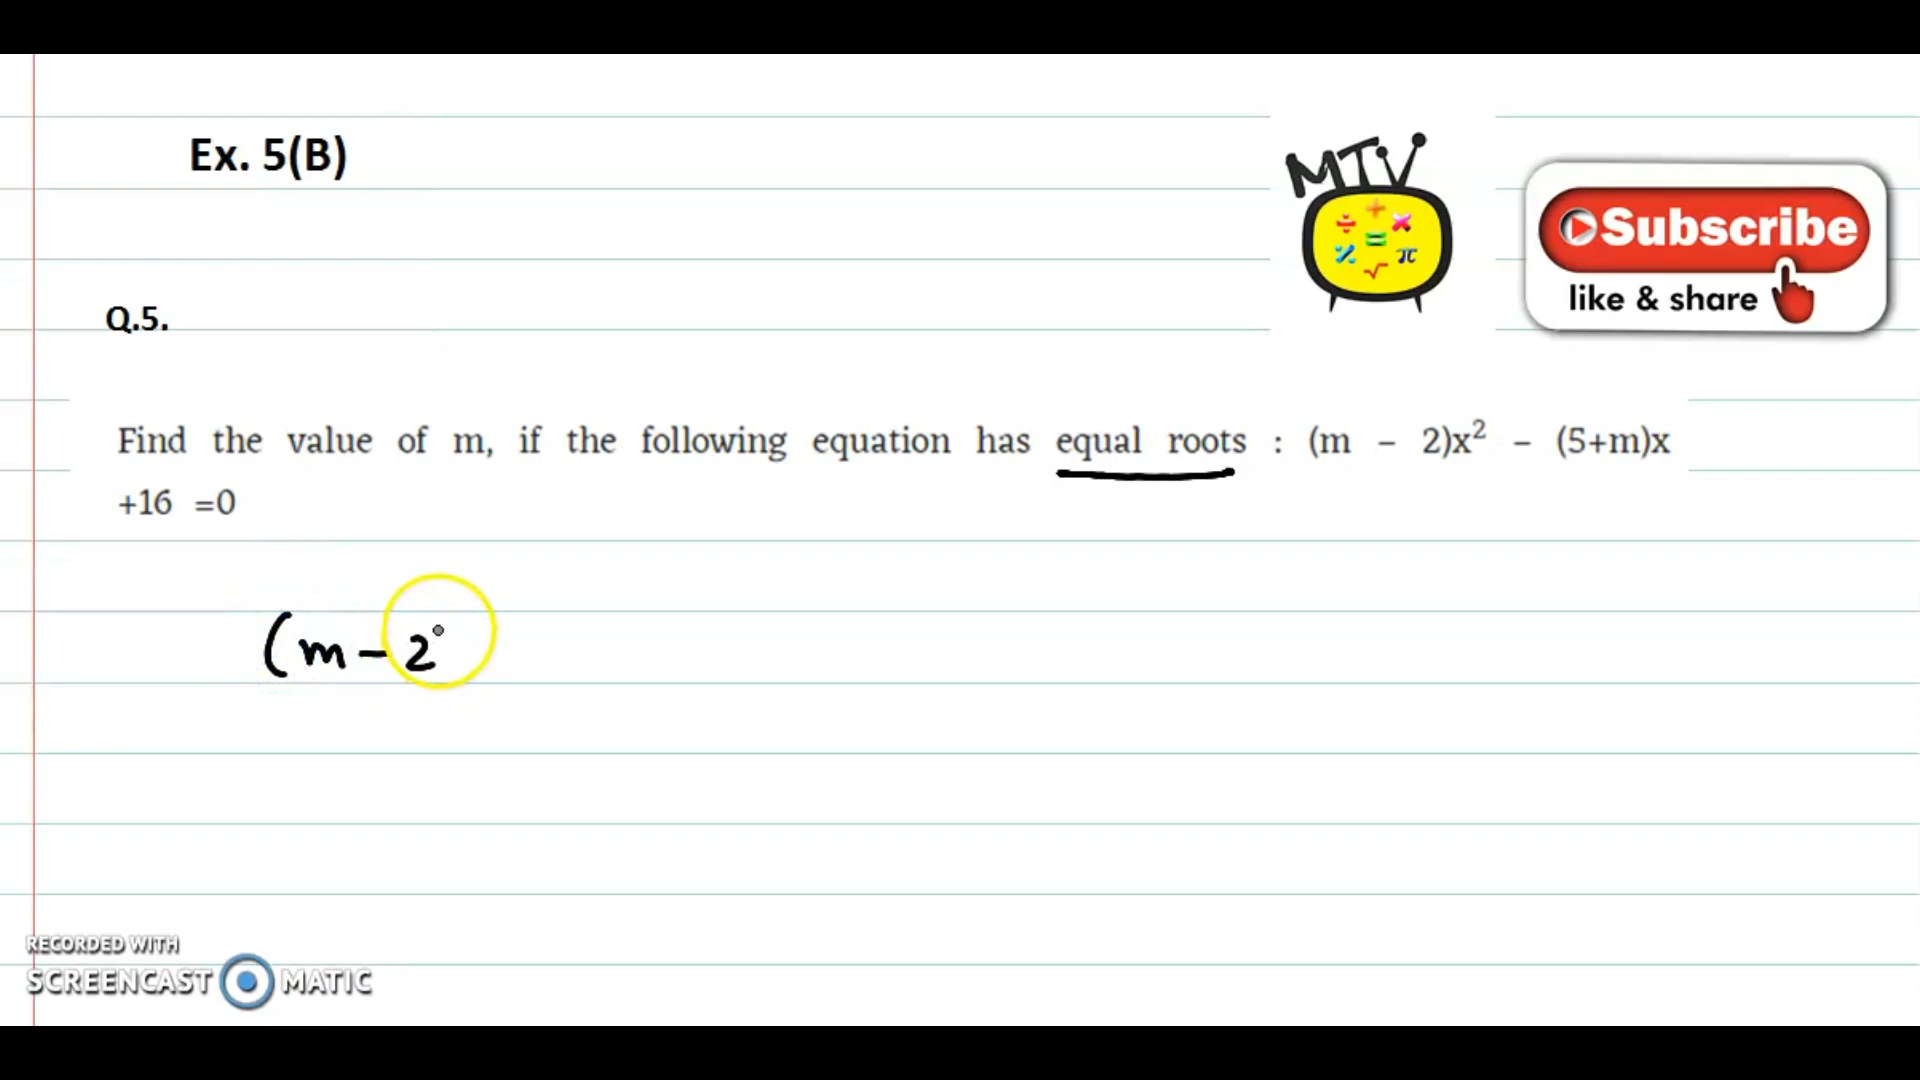 Ex. 5(B)
MTV
÷ + × = % √ π
Subscribe
like & share
Q.5.
Find the value of m, if the following equation has equal roots : (m – 2)x² – (5+m)x
+16 =0
(m – 2
RECORDED WITH
SCREENCAST MATIC